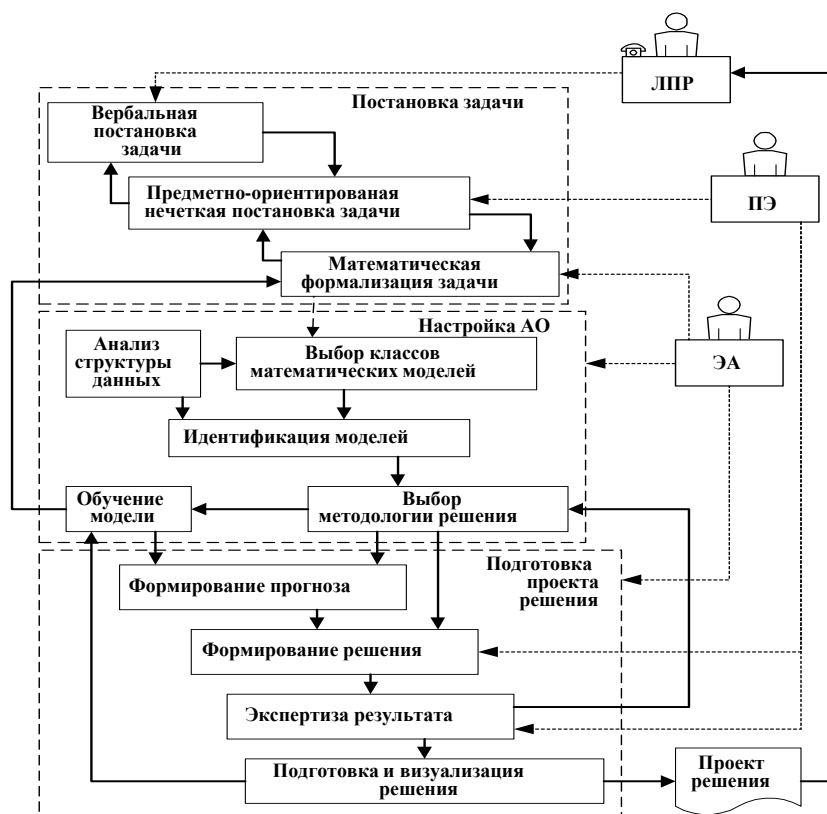 ЛПР
Постановка задачи
Вербальная
постановка
задачи
ПЭ
Предметно-ориентированая
нечеткая постановка задачи
Математическая
формализация задачи
Настройка АО
Анализ
структуры
данных
Выбор классов
математических моделей
ЭА
Идентификация моделей
Обучение
модели
Выбор
методологии решения
Подготовка
проекта
решения
Формирование прогноза
Формирование решения
Экспертиза результата
Подготовка и визуализация
решения
Проект
решения